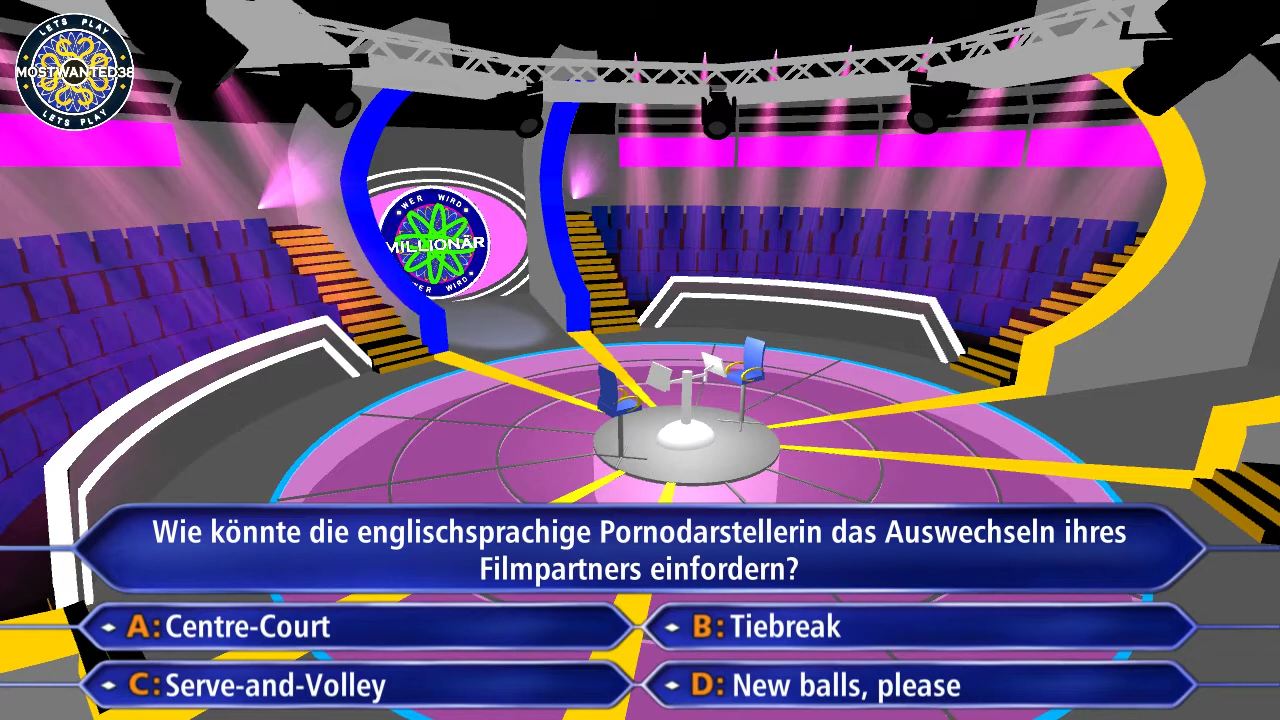 LETS PLAY
MOSTWANTED38
LETS PLAY
WER WIRD
MILLIONÄR
WER WIRD
Wie könnte die englischsprachige Pornodarstellerin das Auswechseln ihres
Filmpartners einfordern?
A: Centre-Court
B: Tiebreak
C: Serve-and-Volley
D: New balls, please